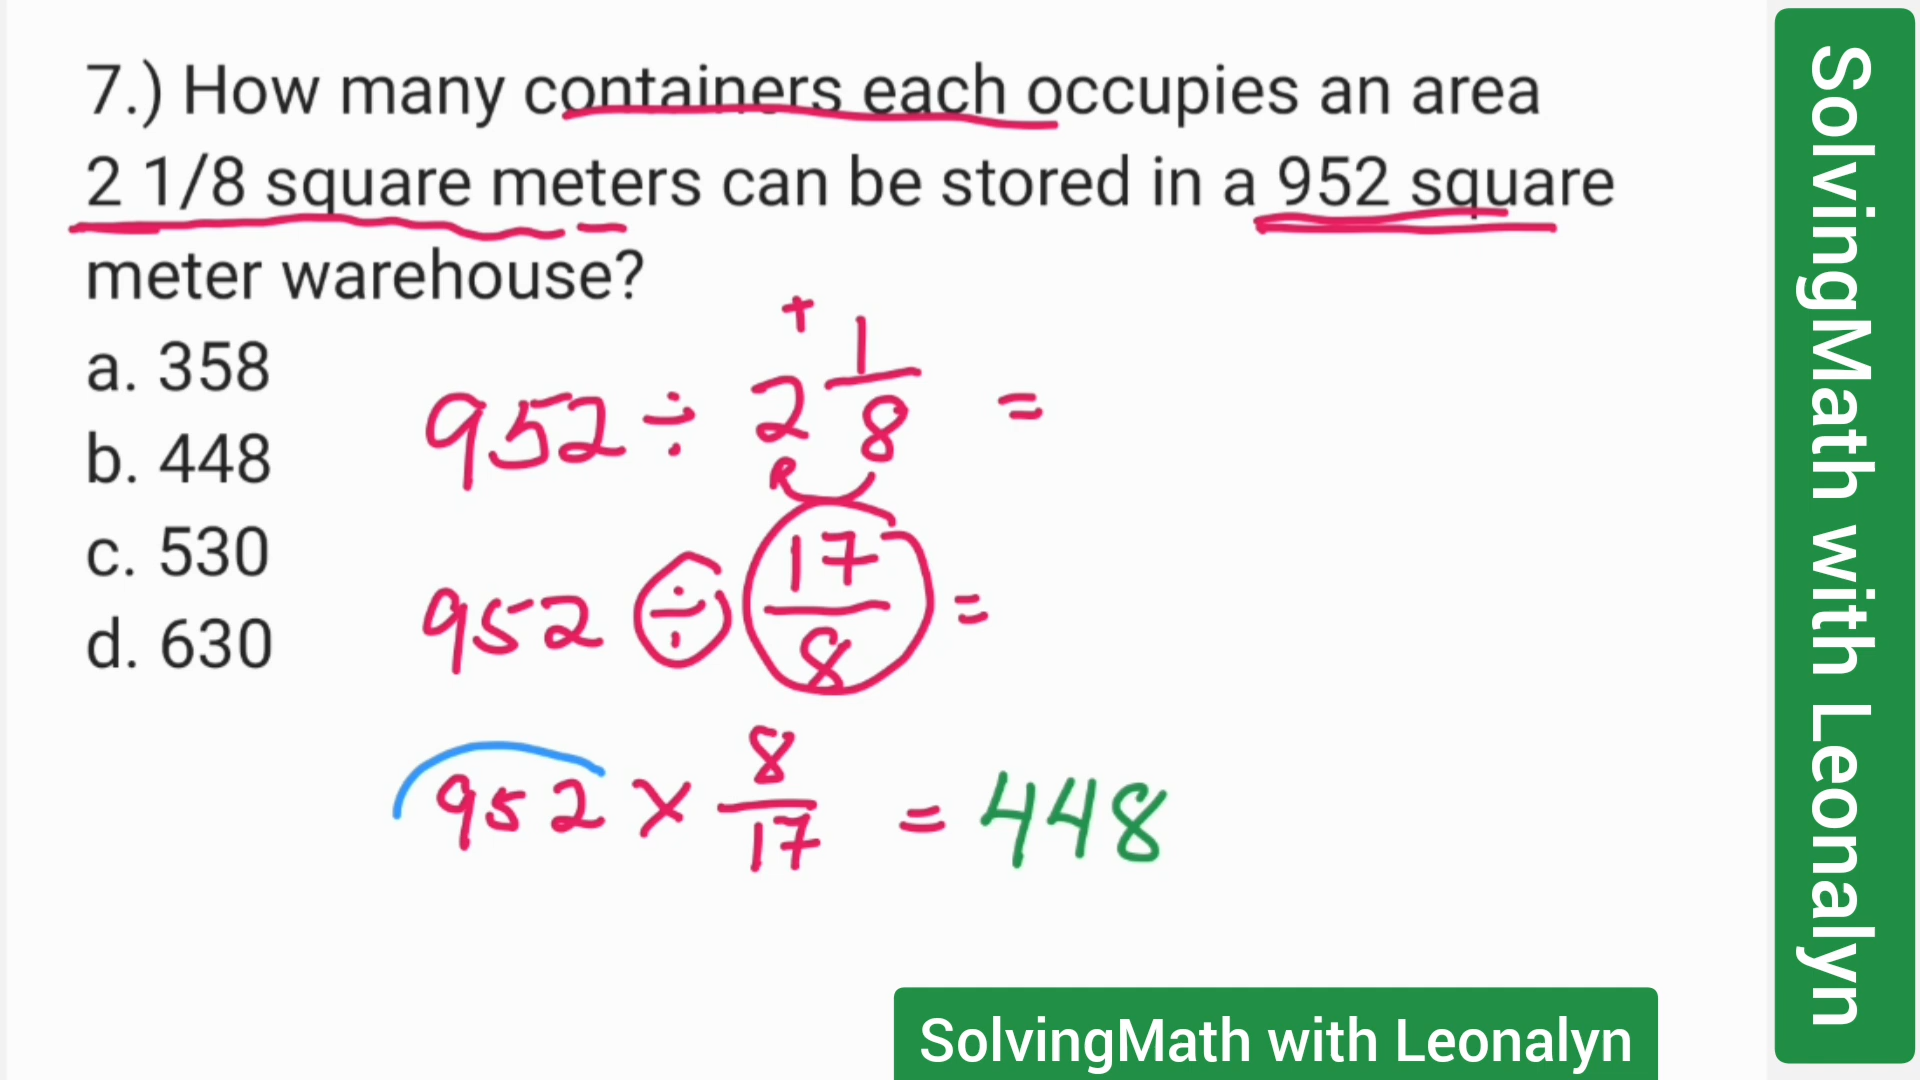 7.) How many containers each occupies an area
2 1/8 square meters can be stored in a 952 square
meter warehouse?
a. 358
b. 448
c. 530
d. 630
+
952 ÷ 2 1/8 =
952 ÷ 17/8 =
952 × 8/17 = 448
SolvingMath with Leonalyn
SolvingMath with Leonalyn